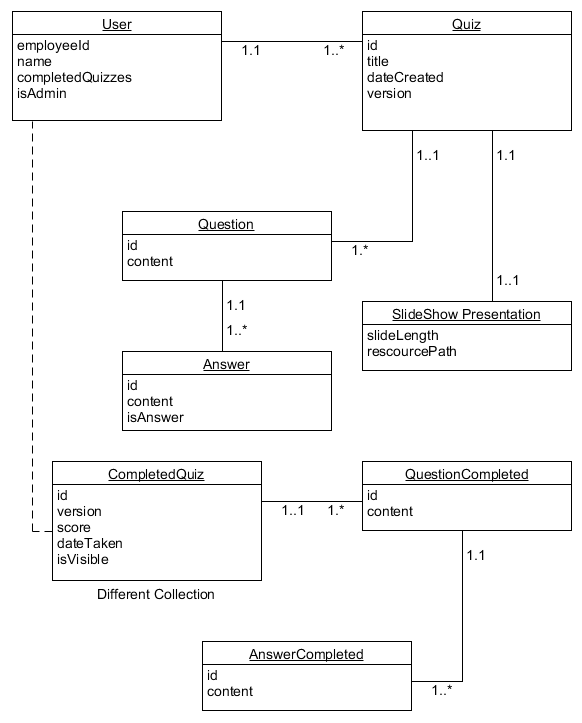 User
employeeId
name
completedQuizzes
isAdmin
1.1
1..*
Quiz
id
title
dateCreated
version
1..1
1.1
Question
id
content
1.*
1.1
1..*
1..1
SlideShow Presentation
slideLength
rescourcePath
Answer
id
content
isAnswer
CompletedQuiz
id
version
score
dateTaken
isVisible
Different Collection
1..1
1.*
QuestionCompleted
id
content
1.1
AnswerCompleted
id
content
1..*